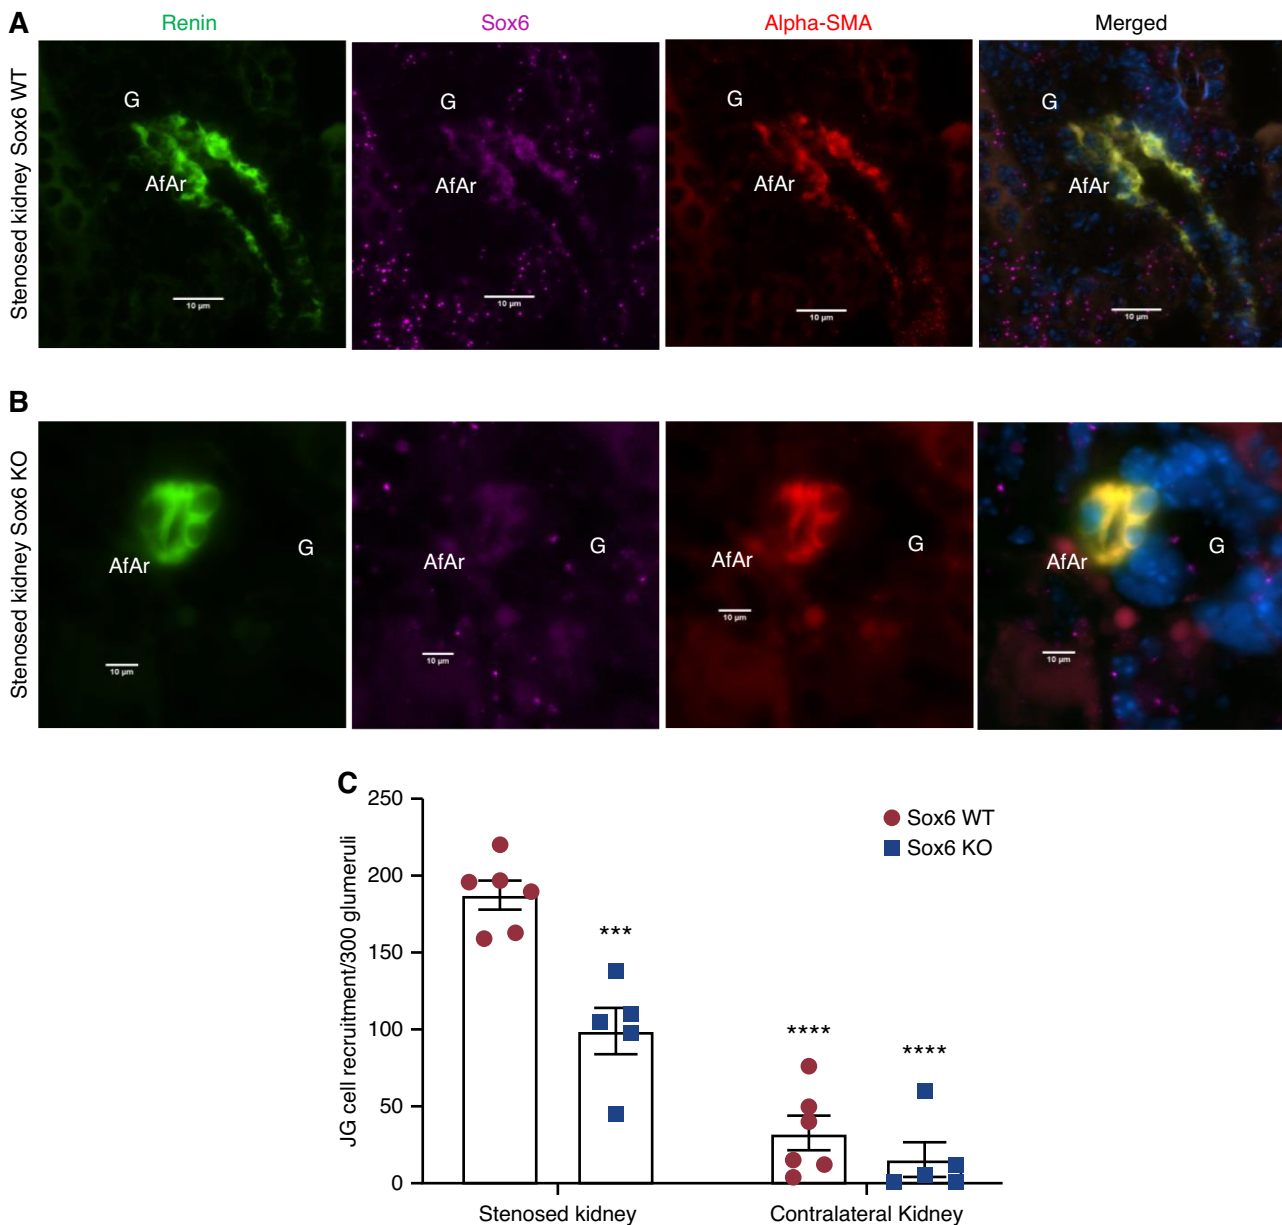 A
Renin
Sox6
Alpha-SMA
Merged
Stenosed kidney Sox6 WT
G
AfAr
10 µm
G
AfAr
10 µm
G
AfAr
10 µm
G
AfAr
10 µm
B
Stenosed kidney Sox6 KO
G
AfAr
10 µm
G
AfAr
10 µm
G
AfAr
10 µm
G
AfAr
10 µm
C
JG cell recruitment/300 glumeruli
250
200
150
100
50
0
Sox6 WT
Sox6 KO
***
****
****
Stenosed kidney
Contralateral Kidney